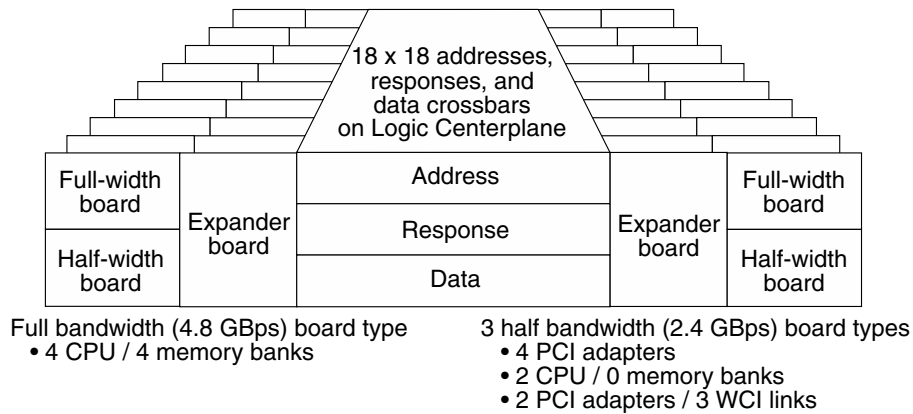 18 x 18 addresses,
responses, and
data crossbars
on Logic Centerplane
Full-width
board
Half-width
board
Expander
board
Address
Response
Data
Expander
board
Full-width
board
Half-width
board
Full bandwidth (4.8 GBps) board type
• 4 CPU / 4 memory banks
3 half bandwidth (2.4 GBps) board types
• 4 PCI adapters
• 2 CPU / 0 memory banks
• 2 PCI adapters / 3 WCI links